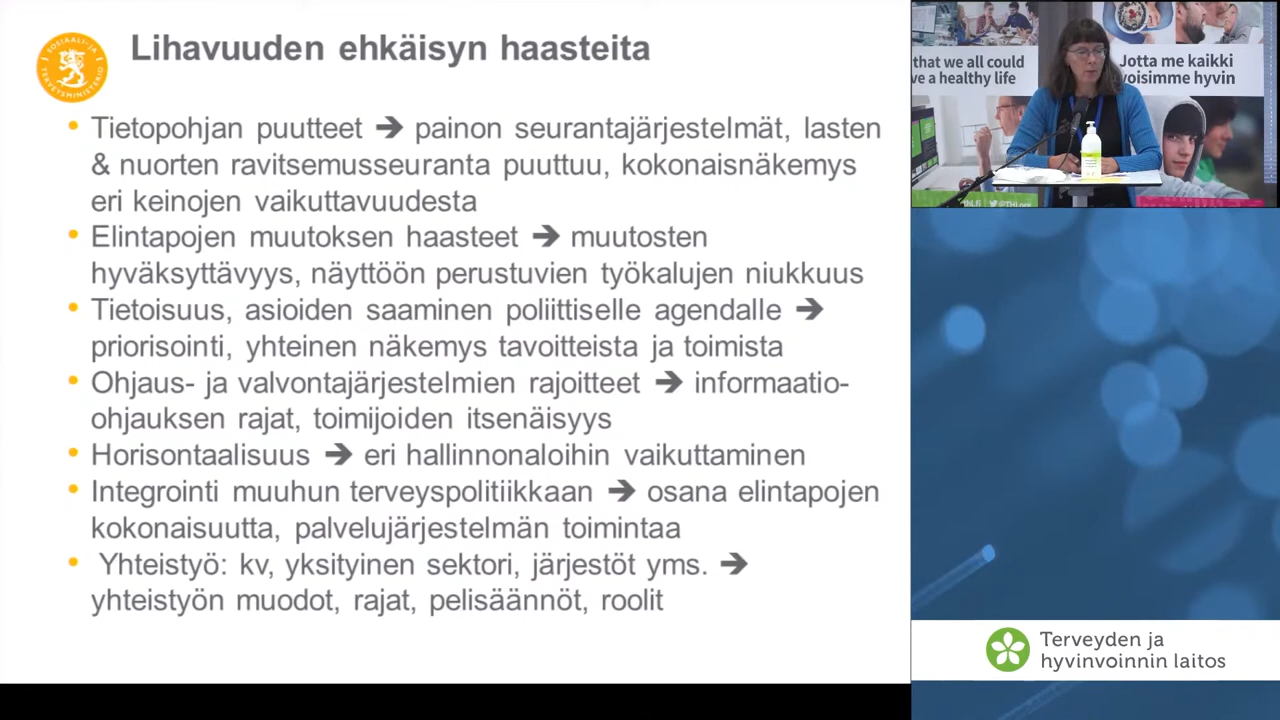 Lihavuuden ehkäisyn haasteita
SOSIAALI- JA TERVEYSMINISTERIÖ
• Tietopohjan puutteet ➔ painon seurantajärjestelmät, lasten
& nuorten ravitsemusseuranta puuttuu, kokonaisnäkemys
eri keinojen vaikuttavuudesta
• Elintapojen muutoksen haasteet ➔ muutosten
hyväksyttävyys, näyttöön perustuvien työkalujen niukkuus
• Tietoisuus, asioiden saaminen poliittiselle agendalle ➔
priorisointi, yhteinen näkemys tavoitteista ja toimista
• Ohjaus- ja valvontajärjestelmien rajoitteet ➔ informaatio-
ohjauksen rajat, toimijoiden itsenäisyys
• Horisontaalisuus ➔ eri hallinnonaloihin vaikuttaminen
• Integrointi muuhun terveyspolitiikkaan ➔ osana elintapojen
kokonaisuutta, palvelujärjestelmän toimintaa
• Yhteistyö: kv, yksityinen sektori, järjestöt yms. ➔
yhteistyön muodot, rajat, pelisäännöt, roolit
that we all could
ve a healthy life
Jotta me kaikki
voisimme hyvin
Terveyden ja
hyvinvoinnin laitos